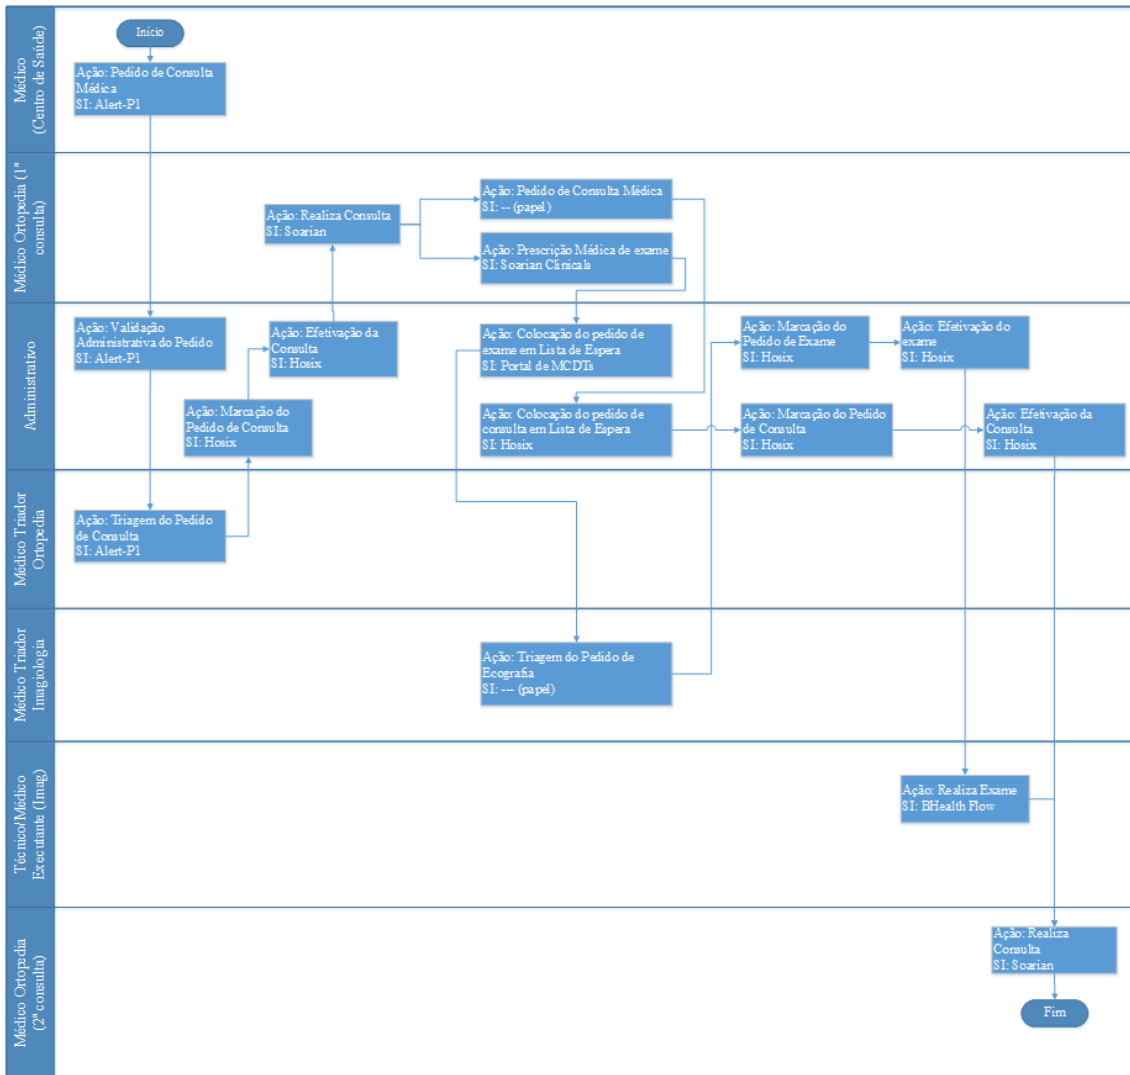 Médico
(Centro de Saúde)
Início
Ação: Pedido de Consulta
Médica
SI: Alert-P1
Médico Ortopedia (1ª
consulta)
Ação: Realiza Consulta
SI: Soarian
Ação: Pedido de Consulta Médica
SI: -- (papel)
Ação: Prescrição Médica de exame
SI: Soarian Clinicals
Administrativo
Ação: Validação
Administrativa do Pedido
SI: Alert-P1
Ação: Marcação do
Pedido de Consulta
SI: Hosix
Ação: Efetivação da
Consulta
SI: Hosix
Ação: Colocação do pedido de
exame em Lista de Espera
SI: Portal de MCDTs
Ação: Colocação do pedido de
consulta em Lista de Espera
SI: Hosix
Ação: Marcação do
Pedido de Exame
SI: Hosix
Ação: Efetivação do
exame
SI: Hosix
Ação: Marcação do Pedido
de Consulta
SI: Hosix
Ação: Efetivação da
Consulta
SI: Hosix
Médico Triador
Ortopedia
Ação: Triagem do Pedido
de Consulta
SI: Alert-P1
Médico Triador
Imagiologia
Ação: Triagem do Pedido de
Ecografia
SI: --- (papel)
Técnico/Médico
Executante (Imag)
Ação: Realiza Exame
SI: BHealth Flow
Médico Ortopedia
(2ª consulta)
Ação: Realiza
Consulta
SI: Soarian
Fim